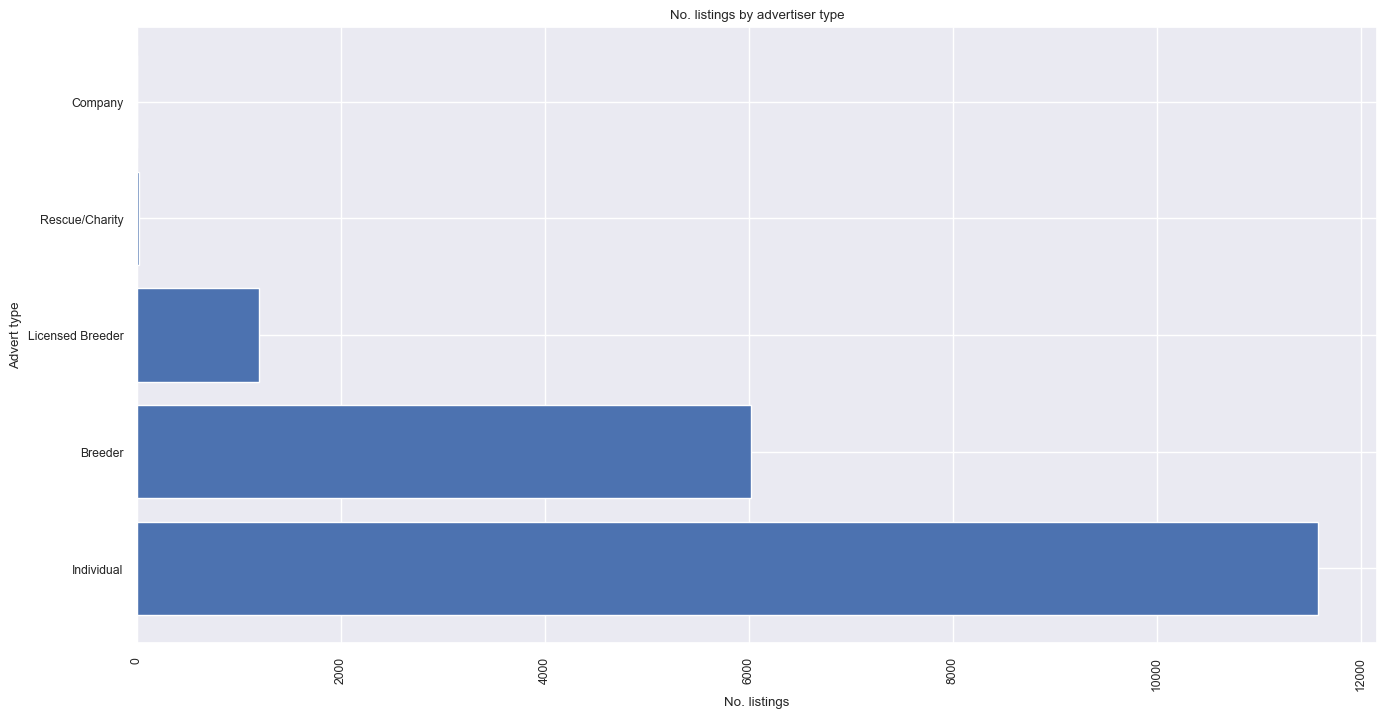 No. listings by advertiser type
Advert type
Company
Rescue/Charity
Licensed Breeder
Breeder
Individual
0
2000
4000
6000
8000
10000
12000
No. listings